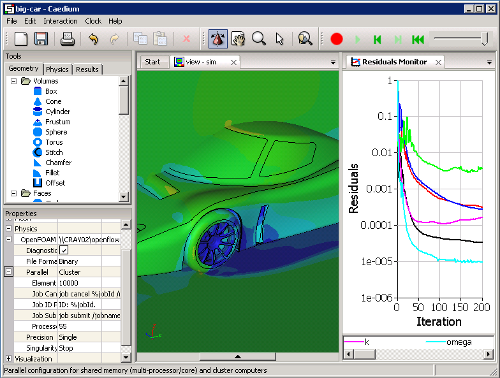 big-car - Caedium
File Edit Interaction Clock Help
Tools
Geometry Physics Results
Volumes
Box
Cone
Cylinder
Frustum
Sphere
Torus
Stitch
Chamfer
Fillet
Offset
Faces
Properties
Physics
OpenFOAM \\CRAY02\openfoam
Diagnostic
File Forma Binary
Parallel Cluster
Element 10000
Job Can job cancel %jobId
Job ID F ID: %jobId.
Job Sub job submit /jobname
Process 55
Precision Single
Singularity Stop
Visualization
Start view - sim
Residuals Monitor
1
0.1
0.01
0.001
0.0001
1e-005
1e-006
Residuals
0 50 100 150 200
Iteration
k omega
Parallel configuration for shared memory (multi-processor/core) and cluster computers